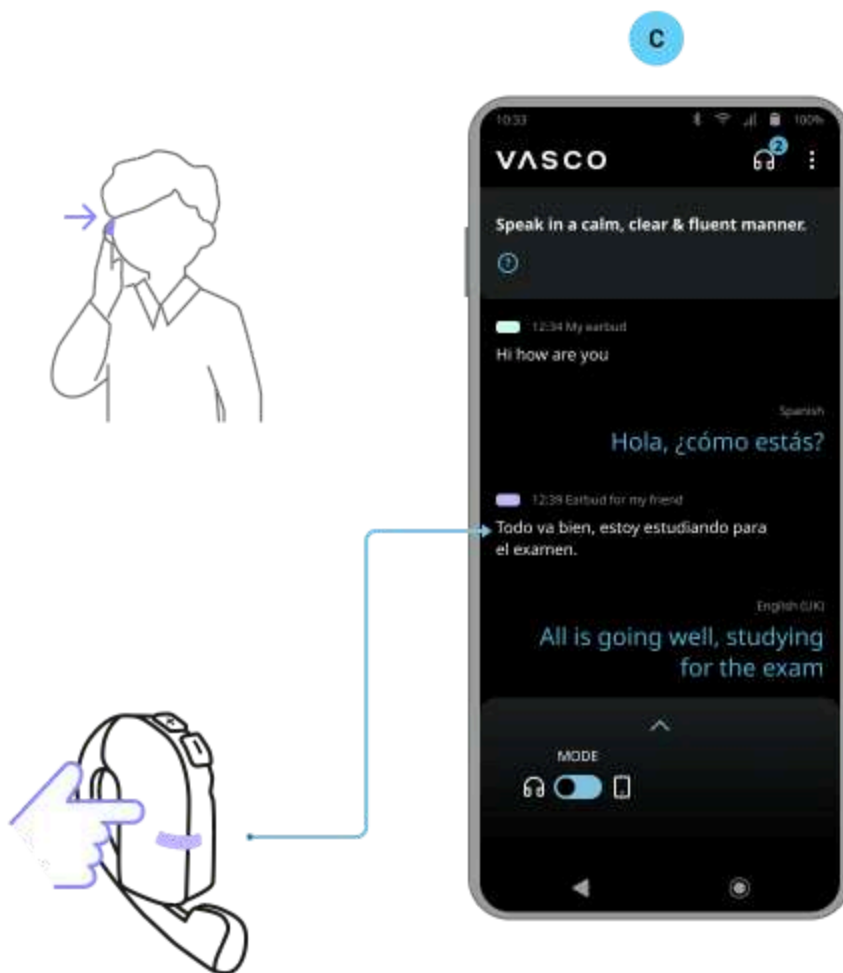 C
10:33 100%
VASCO 2
Speak in a calm, clear & fluent manner.
?
12:34 My earbud
Hi how are you
Spanish
Hola, ¿cómo estás?
12:39 Earbud for my friend
Todo va bien, estoy estudiando para
el examen.
English (UK)
All is going well, studying
for the exam
MODE
+
-